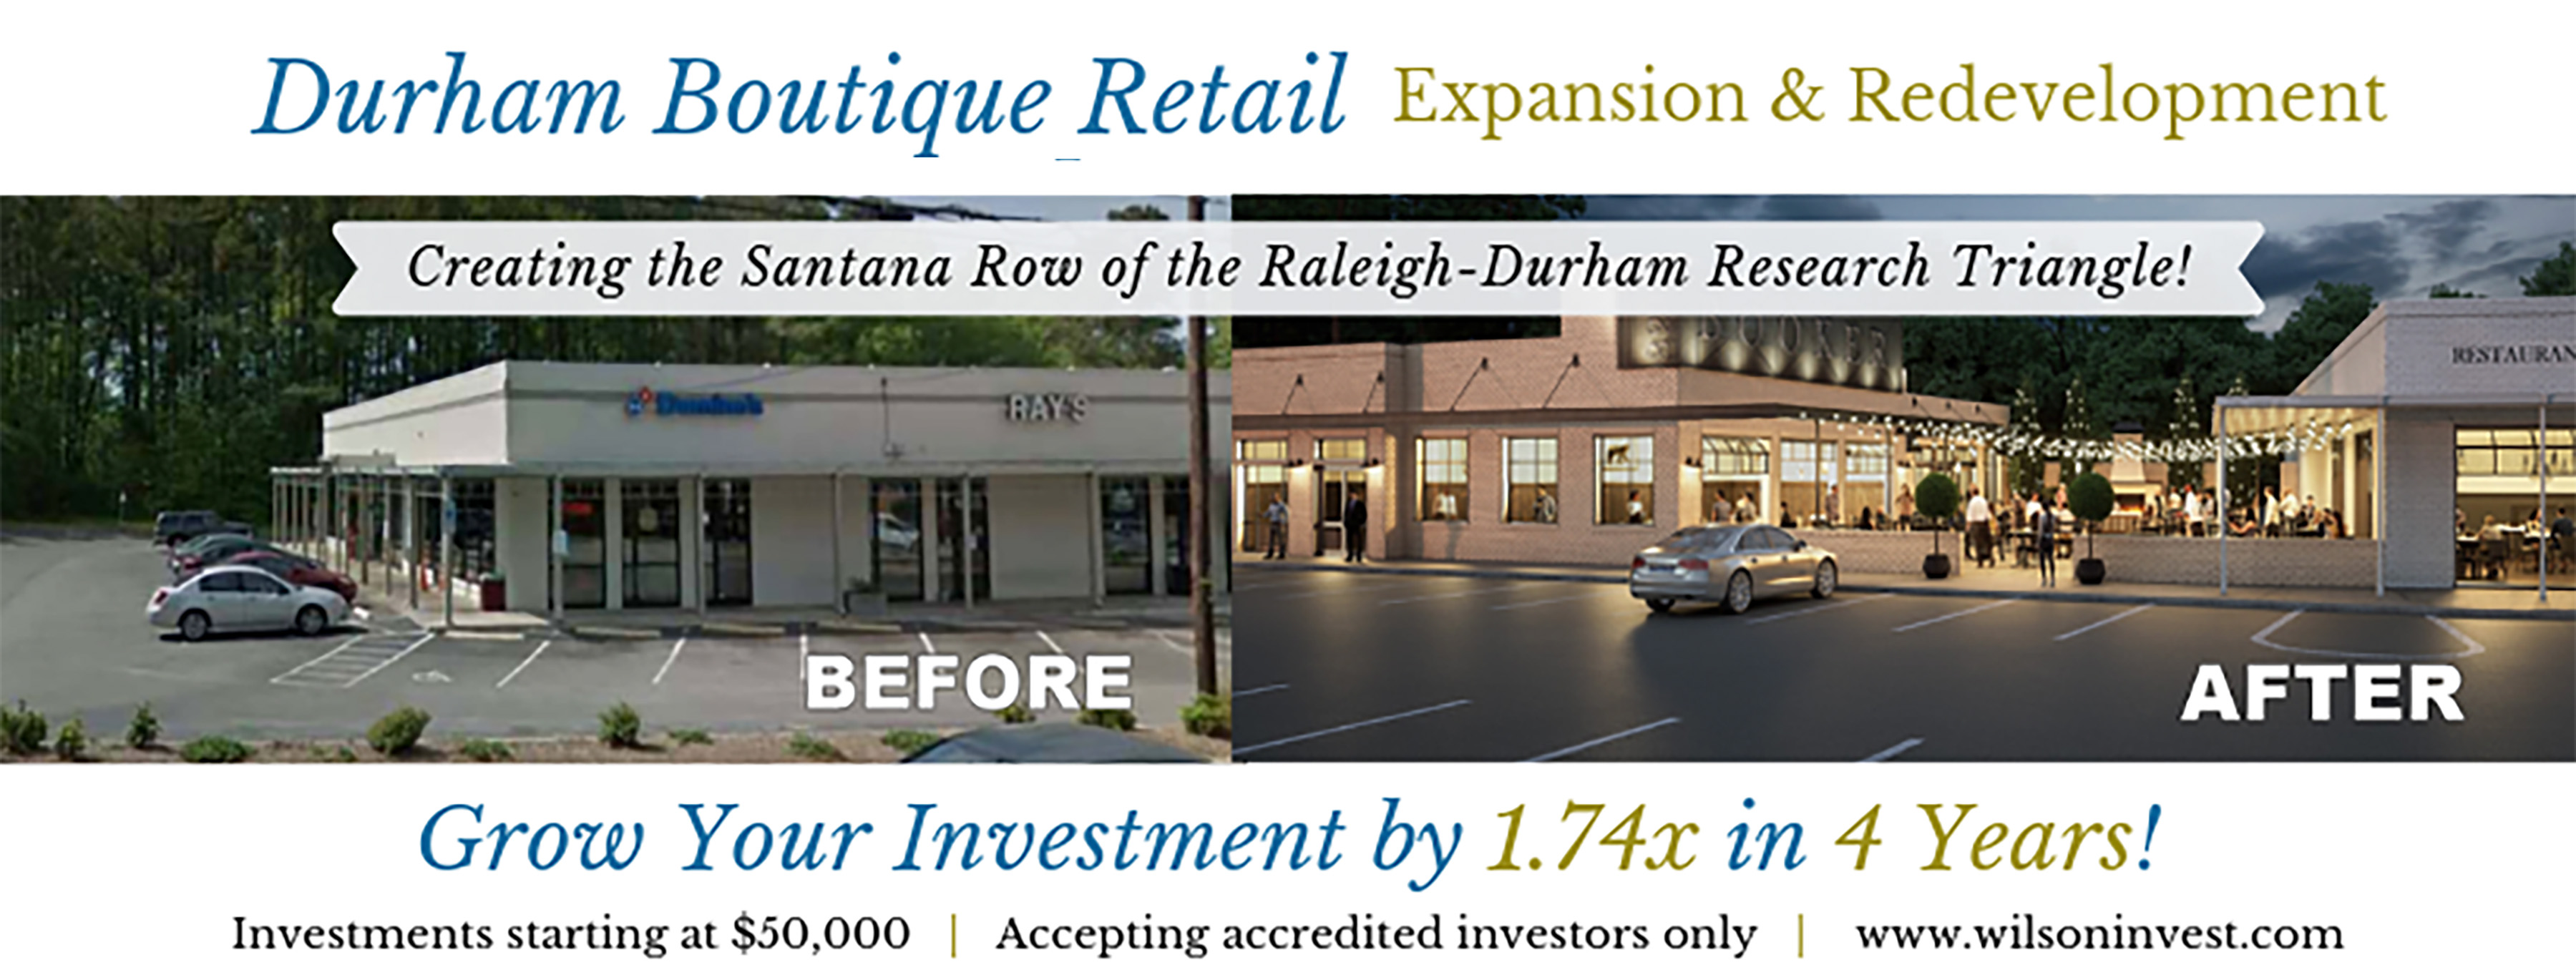 Durham Boutique Retail Expansion & Redevelopment
Creating the Santana Row of the Raleigh-Durham Research Triangle!
Domino's
RAY'S
BOOKER
RESTAURAN
BEFORE
AFTER
Grow Your Investment by 1.74x in 4 Years!
Investments starting at $50,000 | Accepting accredited investors only | www.wilsoninvest.com